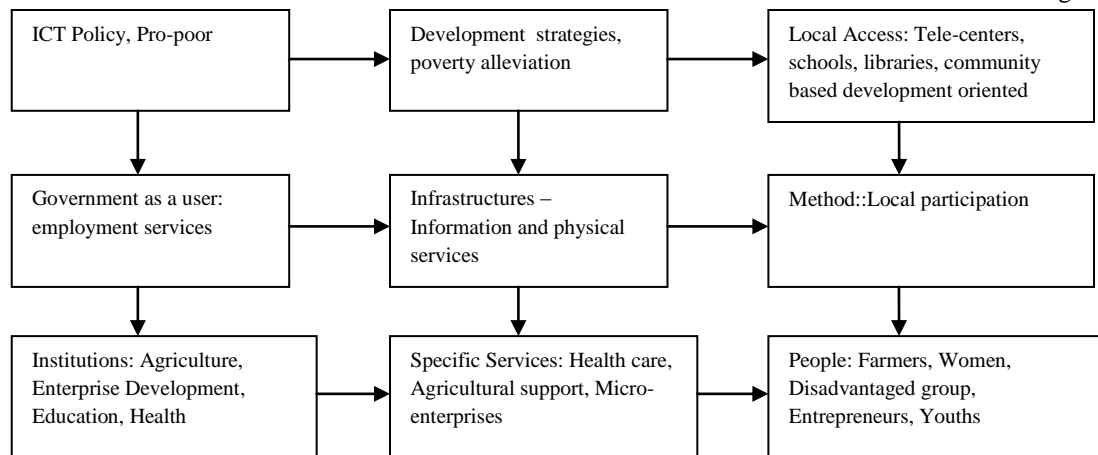 ICT Policy, Pro-poor
Development strategies,
poverty alleviation
Local Access: Tele-centers,
schools, libraries, community
based development oriented
Government as a user:
employment services
Infrastructures –
Information and physical
services
Method::Local participation
Institutions: Agriculture,
Enterprise Development,
Education, Health
Specific Services: Health care,
Agricultural support, Micro-
enterprises
People: Farmers, Women,
Disadvantaged group,
Entrepreneurs, Youths